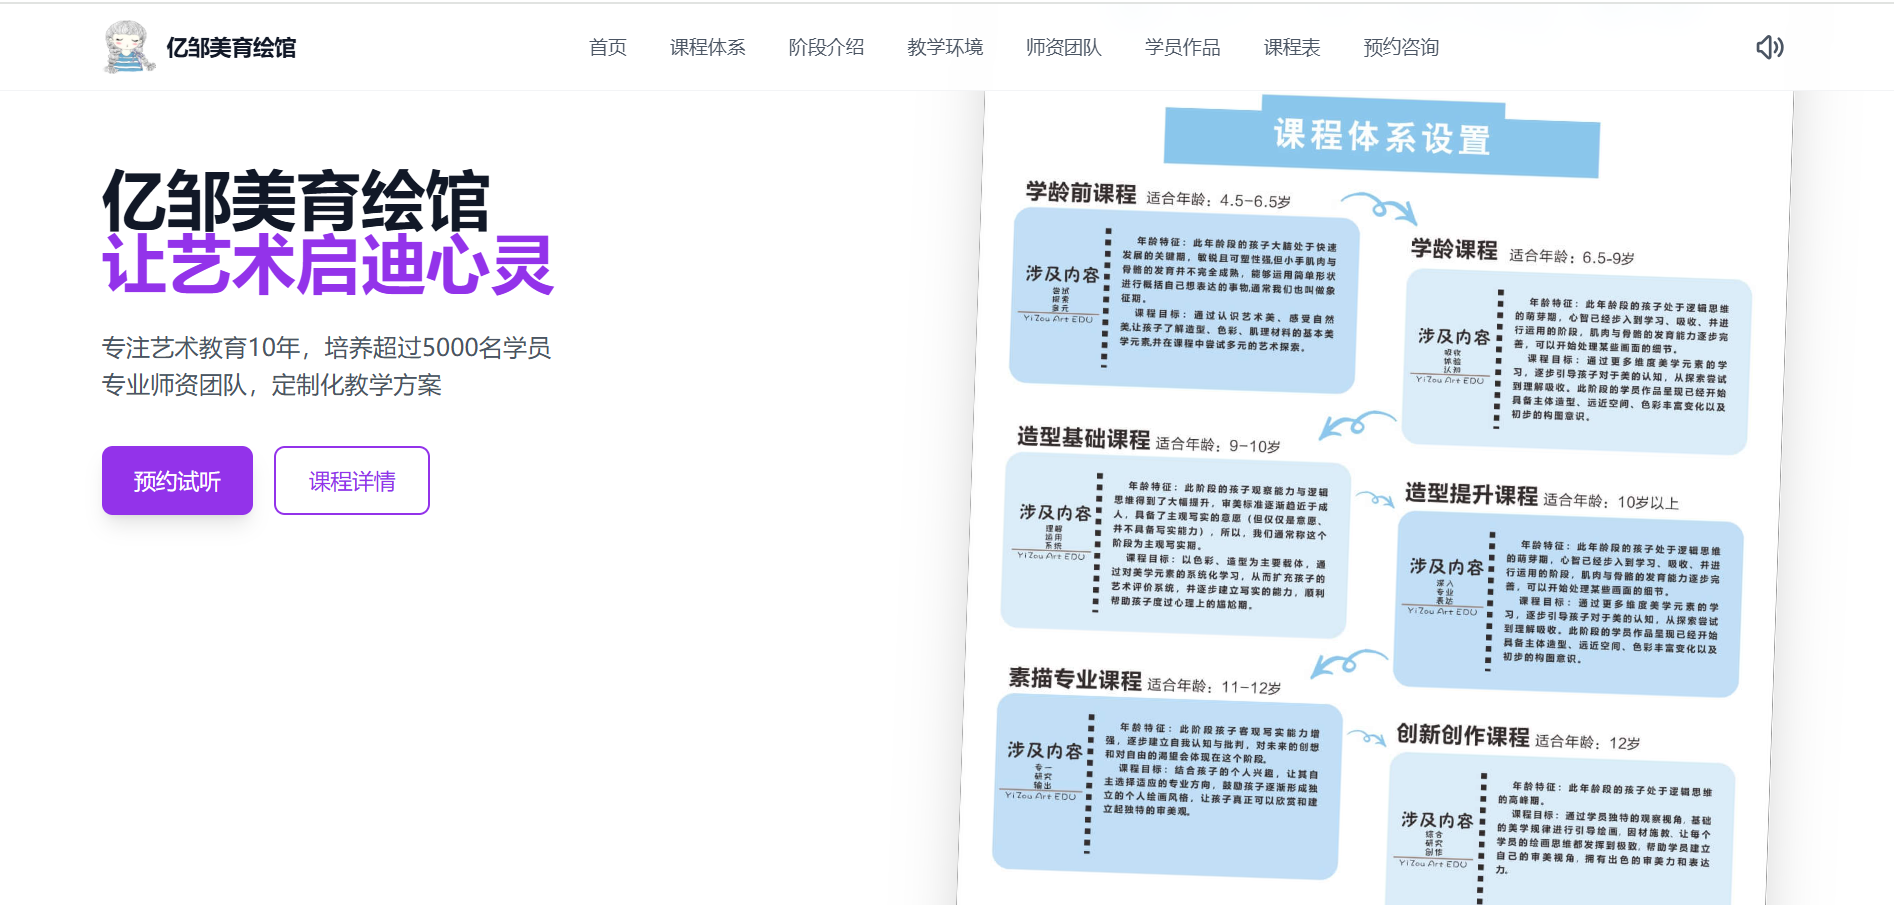 亿邹美育绘馆
首页
课程体系
阶段介绍
教学环境
师资团队
学员作品
课程表
预约咨询
亿邹美育绘馆
让艺术启迪心灵
专注艺术教育10年，培养超过5000名学员
专业师资团队，定制化教学方案
预约试听
课程详情
课程体系设置
学龄前课程 适合年龄：4.5-6.5岁
涉及内容
尝试
探索
多元
YiZou Art EDU
年龄特征：此年龄段的孩子大脑处于快速
发展的关键期，敏锐且可塑性强,但小手肌肉与
骨骼的发育并不完全成熟，能够运用简单形状
进行概括自己想表达的事物,通常我们也叫做象
征期。
课程目标：通过认识艺术美、感受自然
美,让孩子了解造型、色彩、肌理材料的基本美
学元素,并在课程中尝试多元的艺术探索。
学龄课程 适合年龄：6.5-9岁
涉及内容
吸收
体验
认知
YiZou Art EDU
年龄特征：此年龄段的孩子处于逻辑思维
的萌芽期，心智已经步入到学习、吸收、并进
行运用的阶段，肌肉与骨骼的发育能力逐步完
善，可以开始处理某些画面的细节。
课程目标：通过更多维度美学元素的学
习，逐步引导孩子对于美的认知，从探索尝试
到理解吸收。此阶段的学员作品呈现已经开始
具备主体造型、远近空间、色彩丰富变化以及
初步的构图意识。
造型基础课程 适合年龄：9-10岁
涉及内容
理解
运用
系统
YiZou Art EDU
年龄特征：此阶段的孩子观察能力与逻辑
思维得到了大幅提升，审美标准逐渐趋近于成
人，具备了主观写实的意愿（但仅仅是意愿、
并不具备写实能力），所以，我们通常称这个
阶段为主观写实期。
课程目标：以色彩、造型为主要载体，通
过对美学元素的系统化学习，从而扩充孩子的
艺术评价系统，并逐步建立写实的能力，顺利
帮助孩子度过心理上的尴尬期。
造型提升课程 适合年龄：10岁以上
涉及内容
深入
专业
表达
YiZou Art EDU
年龄特征：此年龄段的孩子处于逻辑思维
的萌芽期，心智已经步入到学习、吸收、并进
行运用的阶段，肌肉与骨骼的发育能力逐步完
善，可以开始处理某些画面的细节。
课程目标：通过更多维度美学元素的学
习，逐步引导孩子对于美的认知，从探索尝试
到理解吸收。此阶段的学员作品呈现已经开始
具备主体造型、远近空间、色彩丰富变化以及
初步的构图意识。
素描专业课程 适合年龄：11-12岁
涉及内容
专一
研究
输出
YiZou Art EDU
年龄特征：此阶段孩子客观写实能力增
强，逐步建立自我认知与批判，对未来的创想
和对自由的渴望会体现在这个阶段。
课程目标：结合孩子的个人兴趣，让其自
主选择适应的专业方向，鼓励孩子逐渐形成独
立的个人绘画风格，让孩子真正可以欣赏和建
立起独特的审美观。
创新创作课程 适合年龄：12岁
涉及内容
综合
研究
创作
YiZou Art EDU
年龄特征：此年龄段的孩子处于逻辑思维
的高峰期。
课程目标：通过学员独特的观察视角，基础
的美学规律进行引导绘画，因材施教，让每个
学员的绘画思维都发挥到极致，帮助学员建立
自己的审美视角，拥有出色的审美力和表达
力。